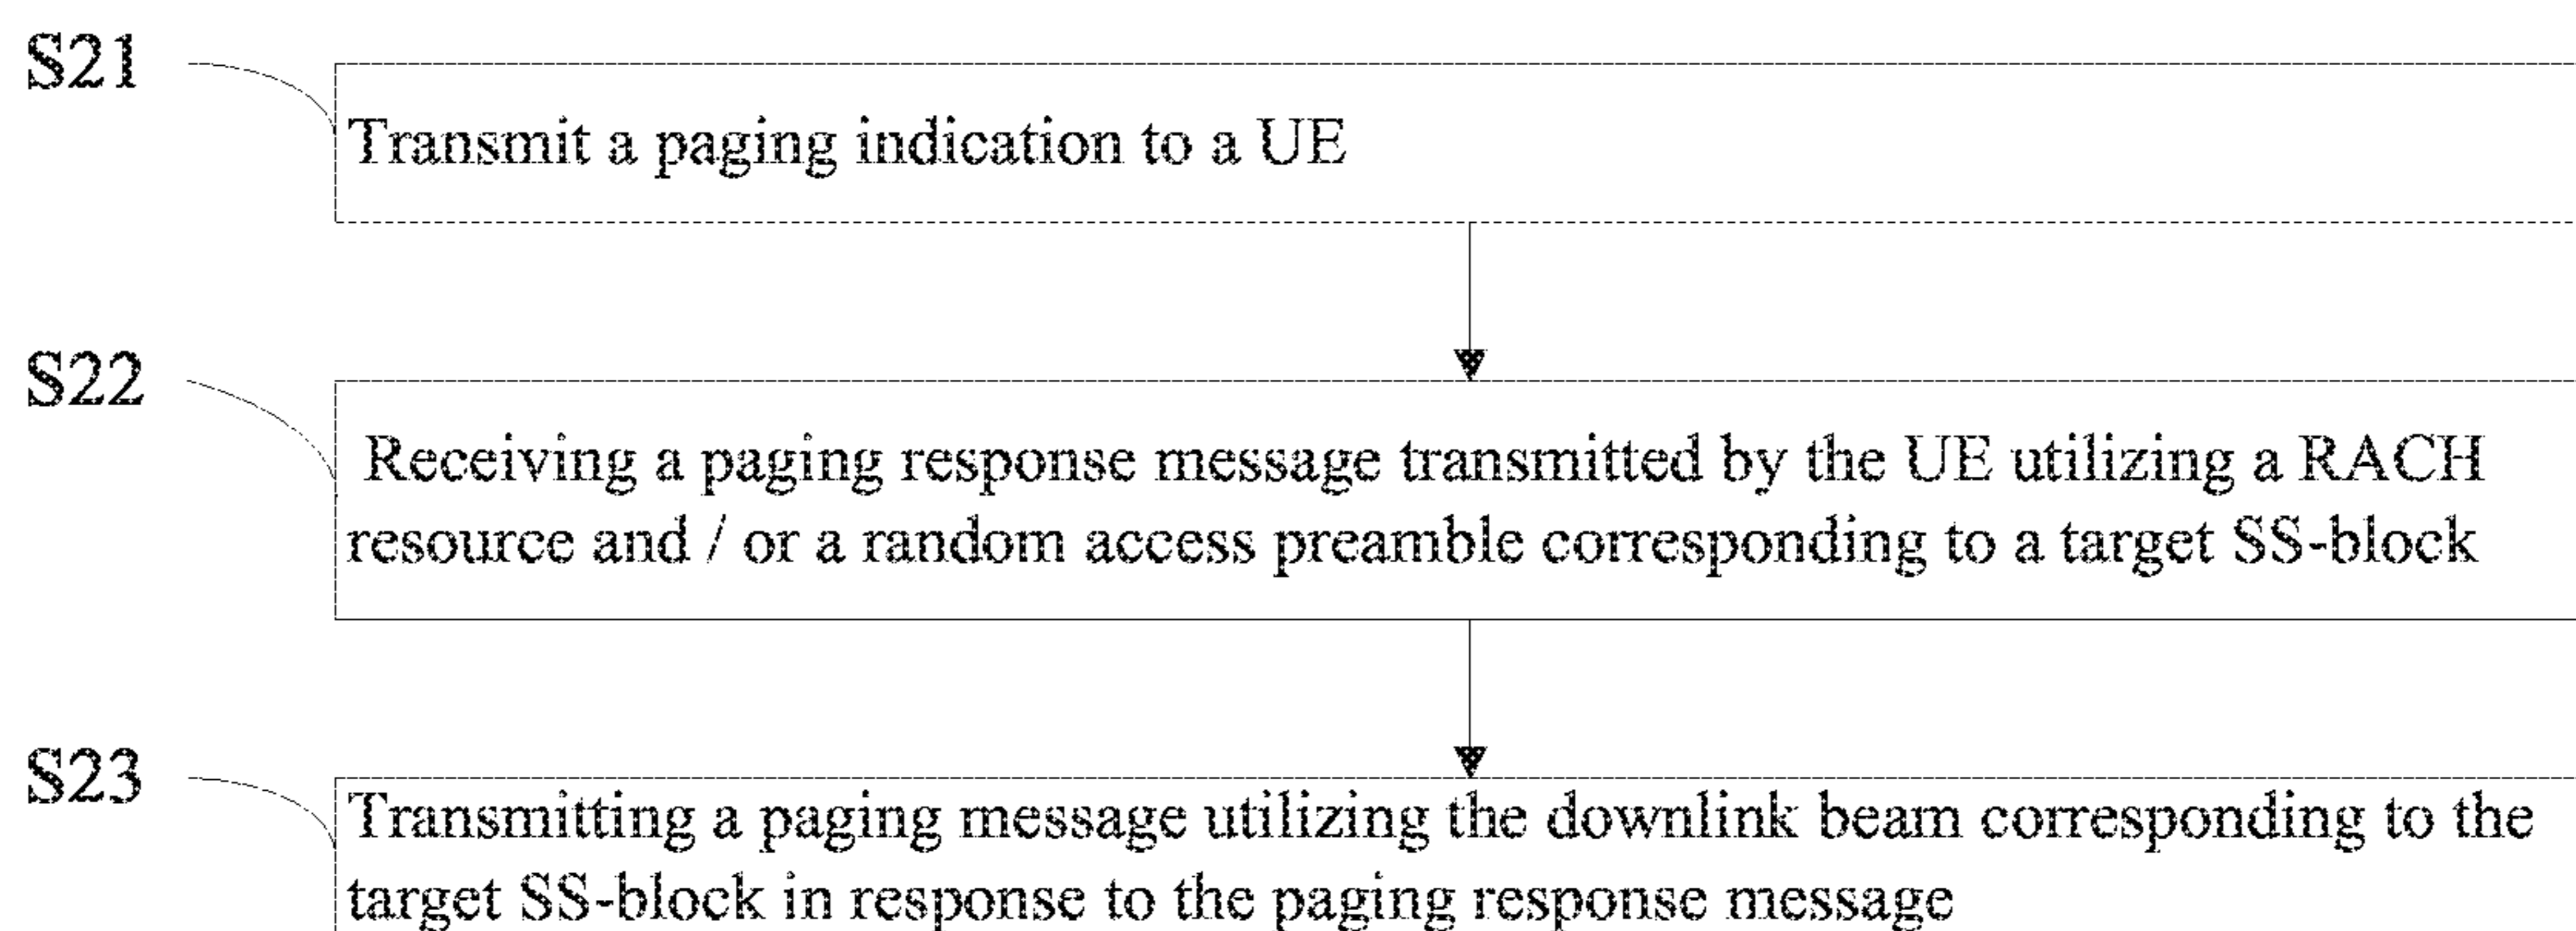 S21
Transmit a paging indication to a UE
S22
Receiving a paging response message transmitted by the UE utilizing a RACH
resource and / or a random access preamble corresponding to a target SS-block
S23
Transmitting a paging message utilizing the downlink beam corresponding to the
target SS-block in response to the paging response message